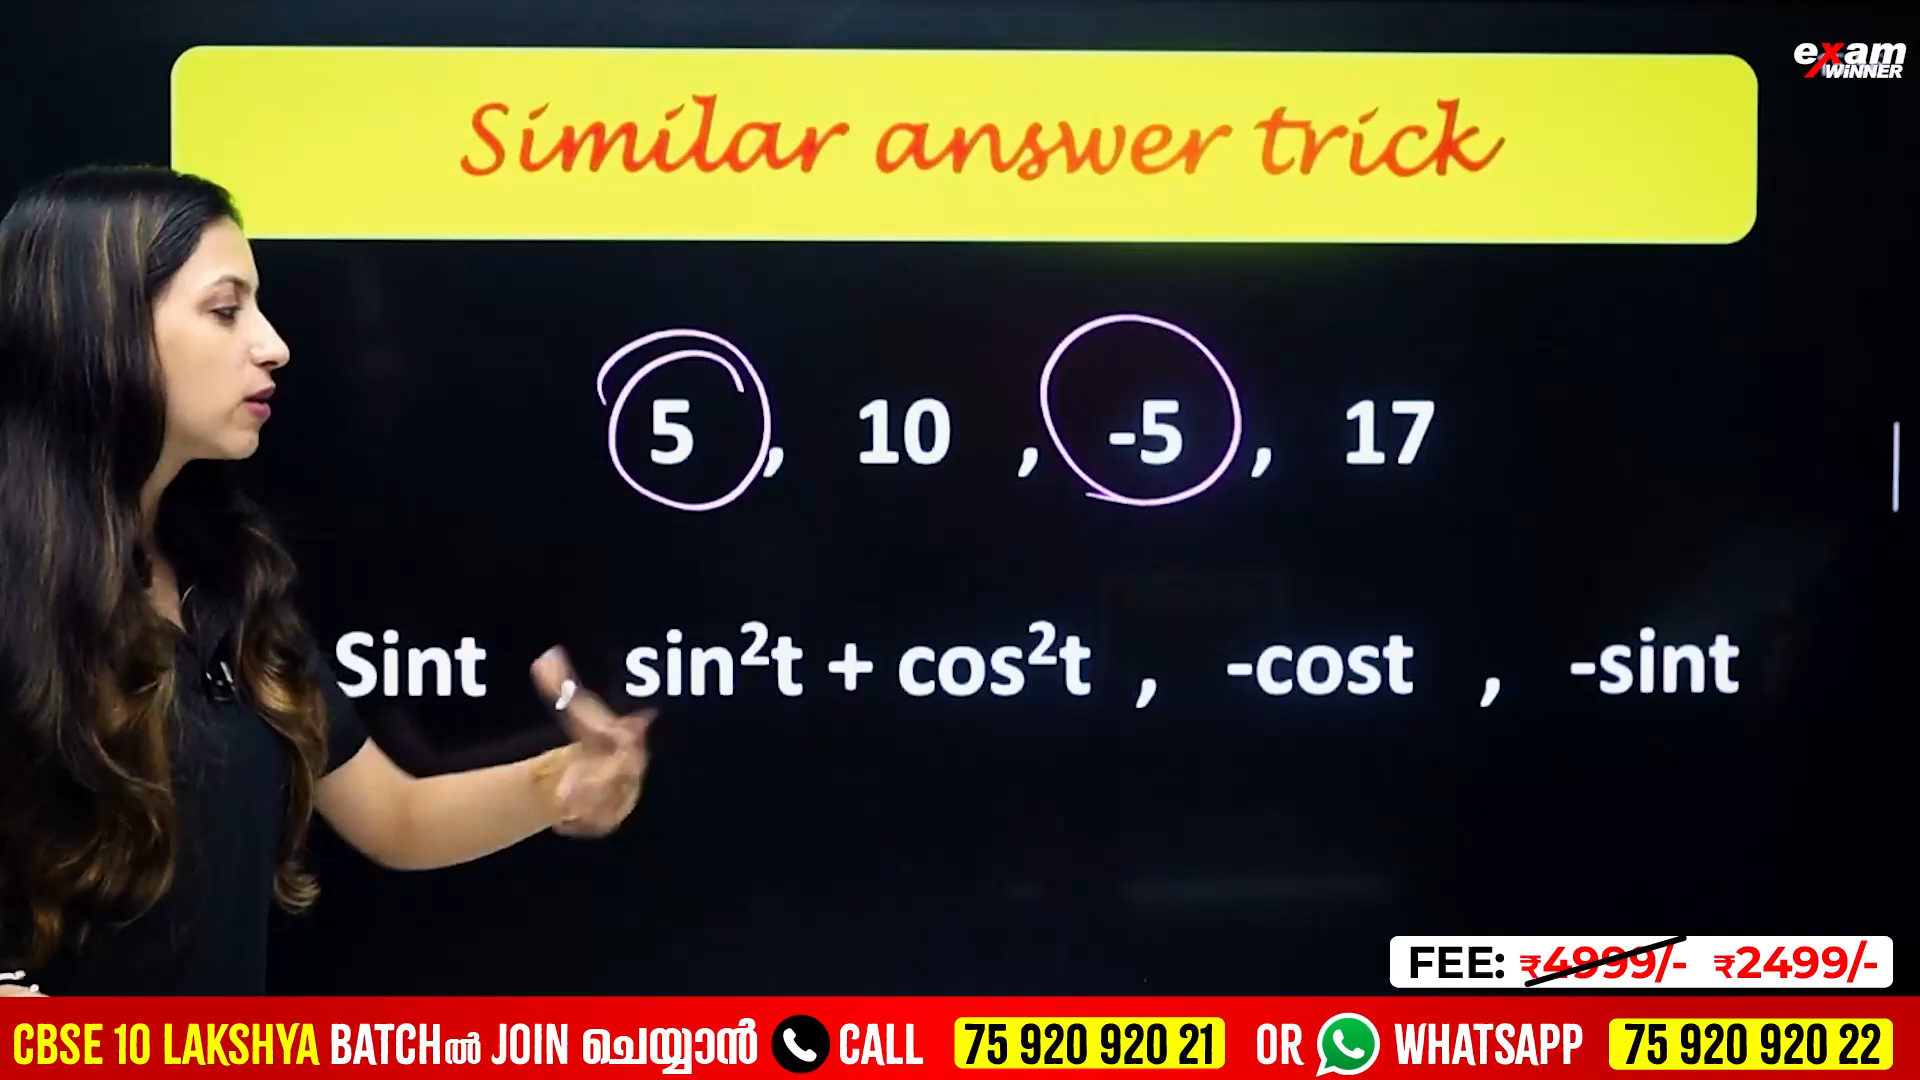 exam
WINNER
Similar answer trick
5 , 10 , -5 , 17
Sint , sin²t + cos²t , -cost , -sint
FEE: ₹4999/- ₹2499/-
CBSE 10 LAKSHYA BATCHൽ JOIN ചെയ്യാൻ CALL 75 920 920 21 OR WHATSAPP 75 920 920 22